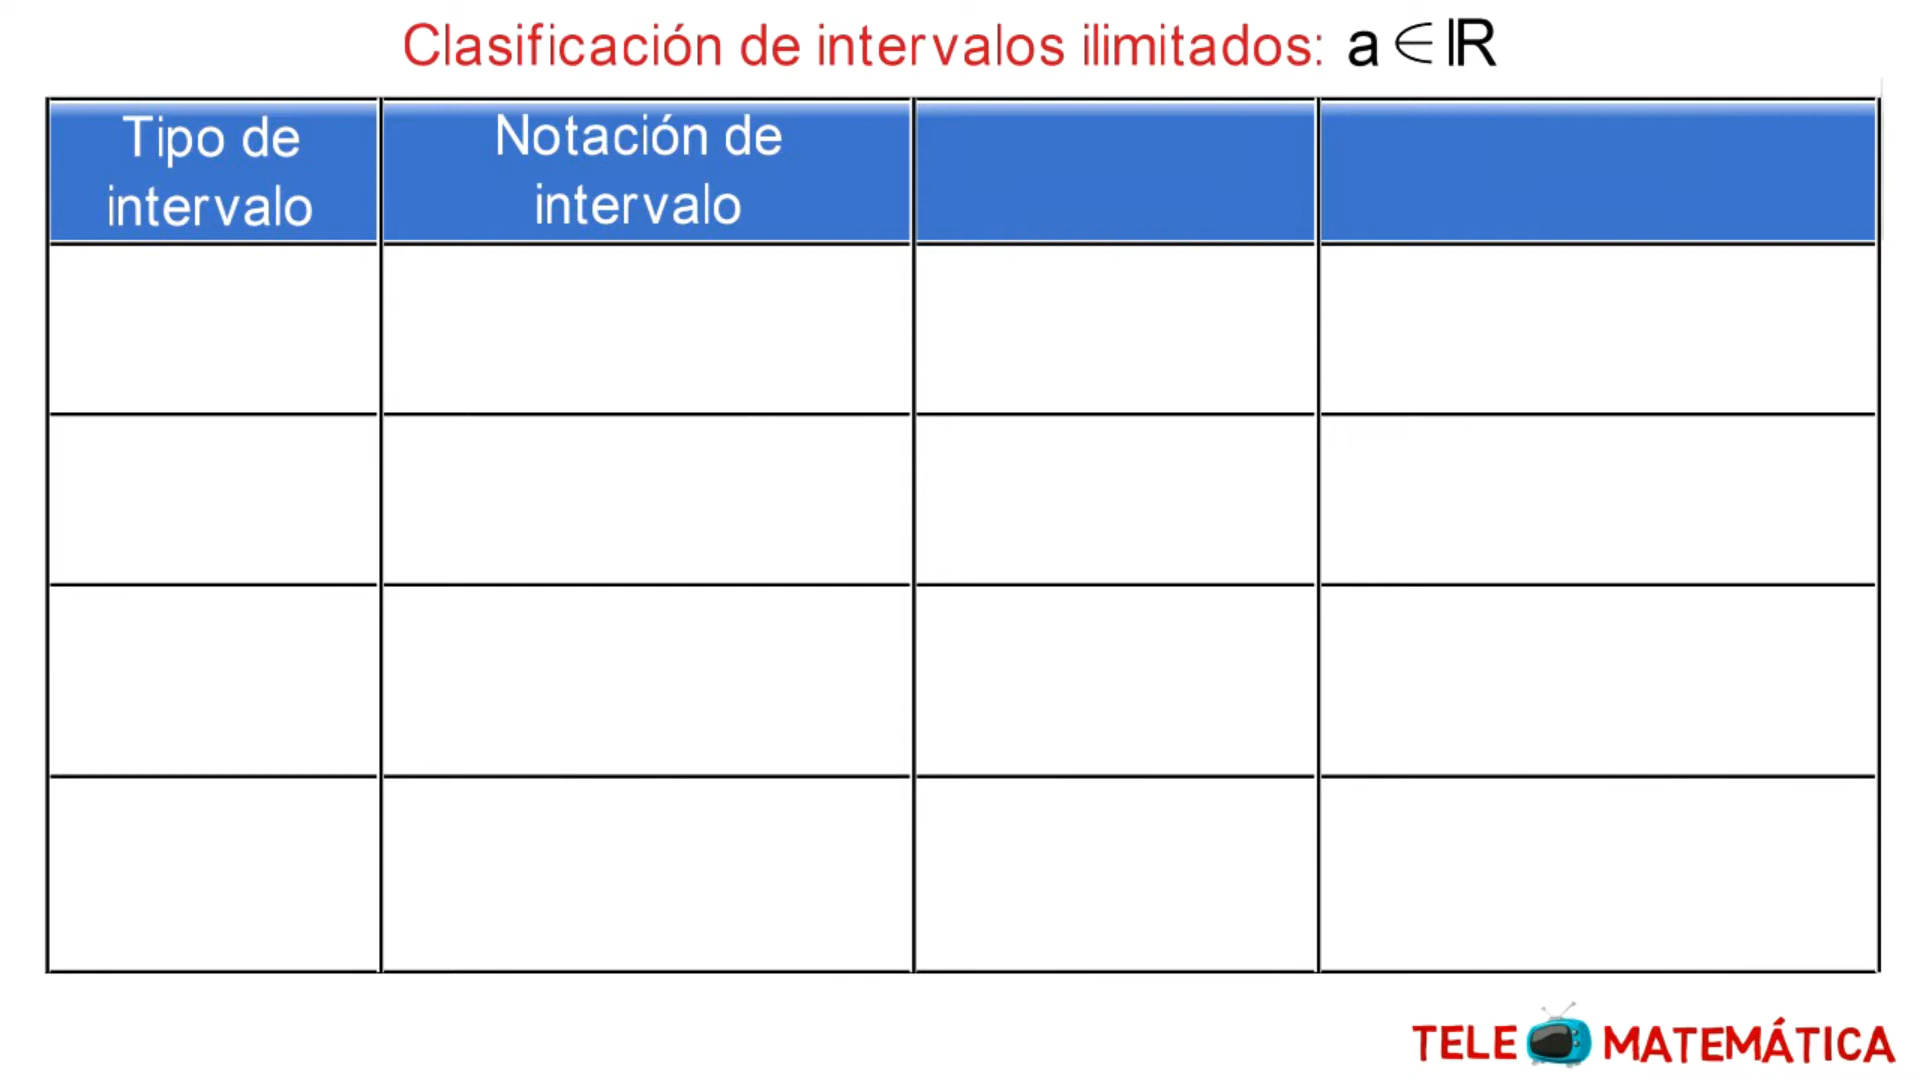 Clasificación de intervalos ilimitados: a∈ℝ
Tipo de
intervalo
Notación de
intervalo
TELE MATEMÁTICA